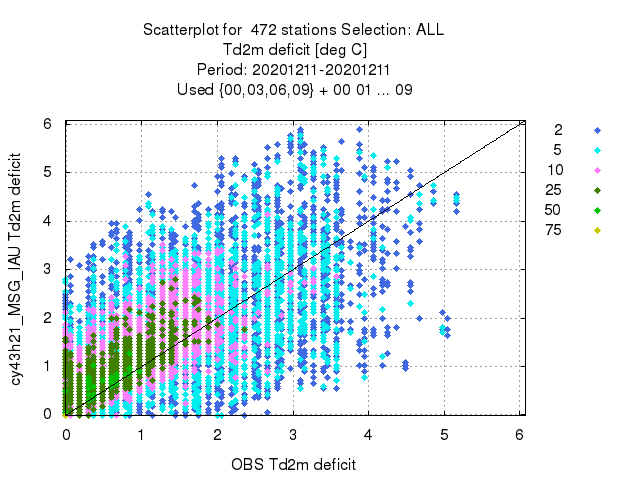 Scatterplot for  472 stations Selection: ALL
Td2m deficit [deg C]
Period: 20201211-20201211
Used {00,03,06,09} + 00 01 ... 09
cy43h21_MSG_IAU Td2m deficit
6
5
4
3
2
1
0
0 1 2 3 4 5 6
OBS Td2m deficit
2
5
10
25
50
75